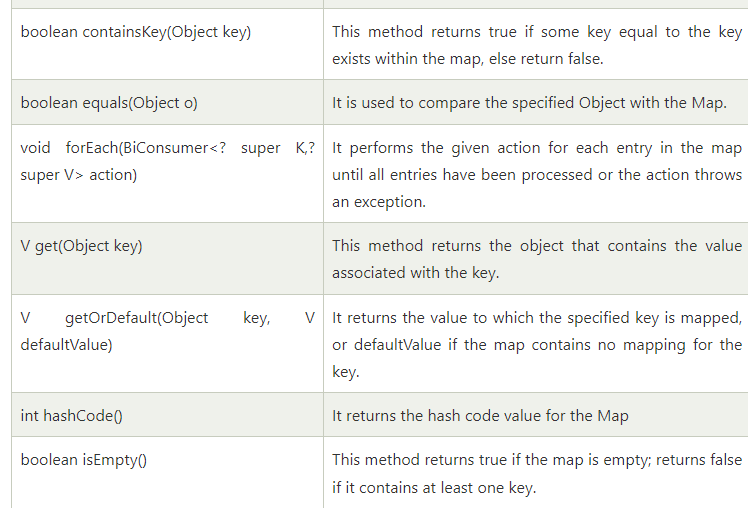 boolean containsKey(Object key)
This method returns true if some key equal to the key
exists within the map, else return false.
boolean equals(Object o)
It is used to compare the specified Object with the Map.
void forEach(BiConsumer<? super K,?
super V> action)
It performs the given action for each entry in the map
until all entries have been processed or the action throws
an exception.
V get(Object key)
This method returns the object that contains the value
associated with the key.
V getOrDefault(Object key, V
defaultValue)
It returns the value to which the specified key is mapped,
or defaultValue if the map contains no mapping for the
key.
int hashCode()
It returns the hash code value for the Map
boolean isEmpty()
This method returns true if the map is empty; returns false
if it contains at least one key.